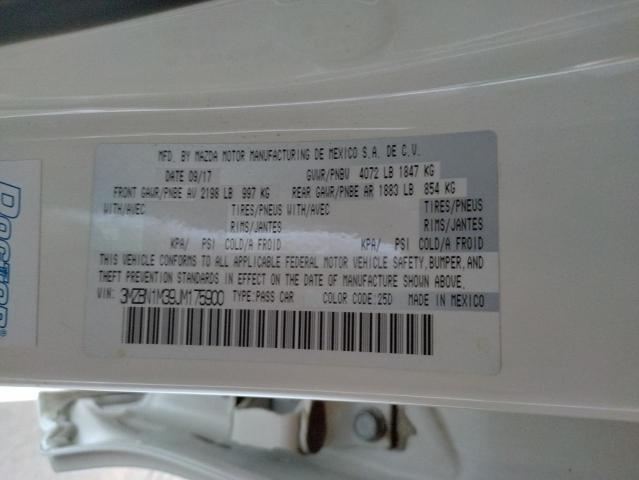 MFD. BY MAZDA MOTOR MANUFACTURING DE MEXICO S.A. DE C.V.
DATE 09/17 GVWR/PNBV 4072 LB 1847 KG
FRONT GAWR/PNBE AV 2198 LB 997 KG REAR GAWR/PNBE AR 1883 LB 854 KG
WITH/AVEC TIRES/PNEUS WITH/AVEC TIRES/PNEUS
RIMS/JANTES RIMS/JANTES
KPA/ PSI COLD/A FROID KPA/ PSI COLD/A FROID
THIS VEHICLE CONFORMS TO ALL APPLICABLE FEDERAL MOTOR VEHICLE SAFETY, BUMPER, AND
THEFT PREVENTION STANDARDS IN EFFECT ON THE DATE OF MANUFACTURE SHOWN ABOVE.
VIN: 3MZBN1M39JM175900 TYPE:PASS CAR COLOR CODE:25D MADE IN MEXICO
Doctor